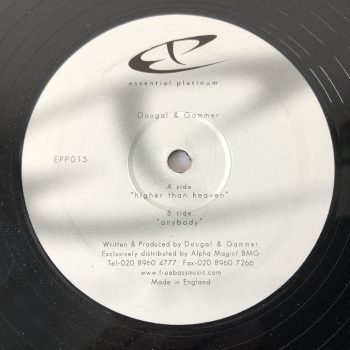 essential platinum
Dougal & Gammer
EPP015
A side
"higher than heaven"
B side
"anybody"
Written & Produced by Dougal & Gammer
Exclusively distributed by Alpha Magic/ BMG
Tel-020 8960 4777 Fax-020 8960 7266
www.freebassmusic.com
Made in England